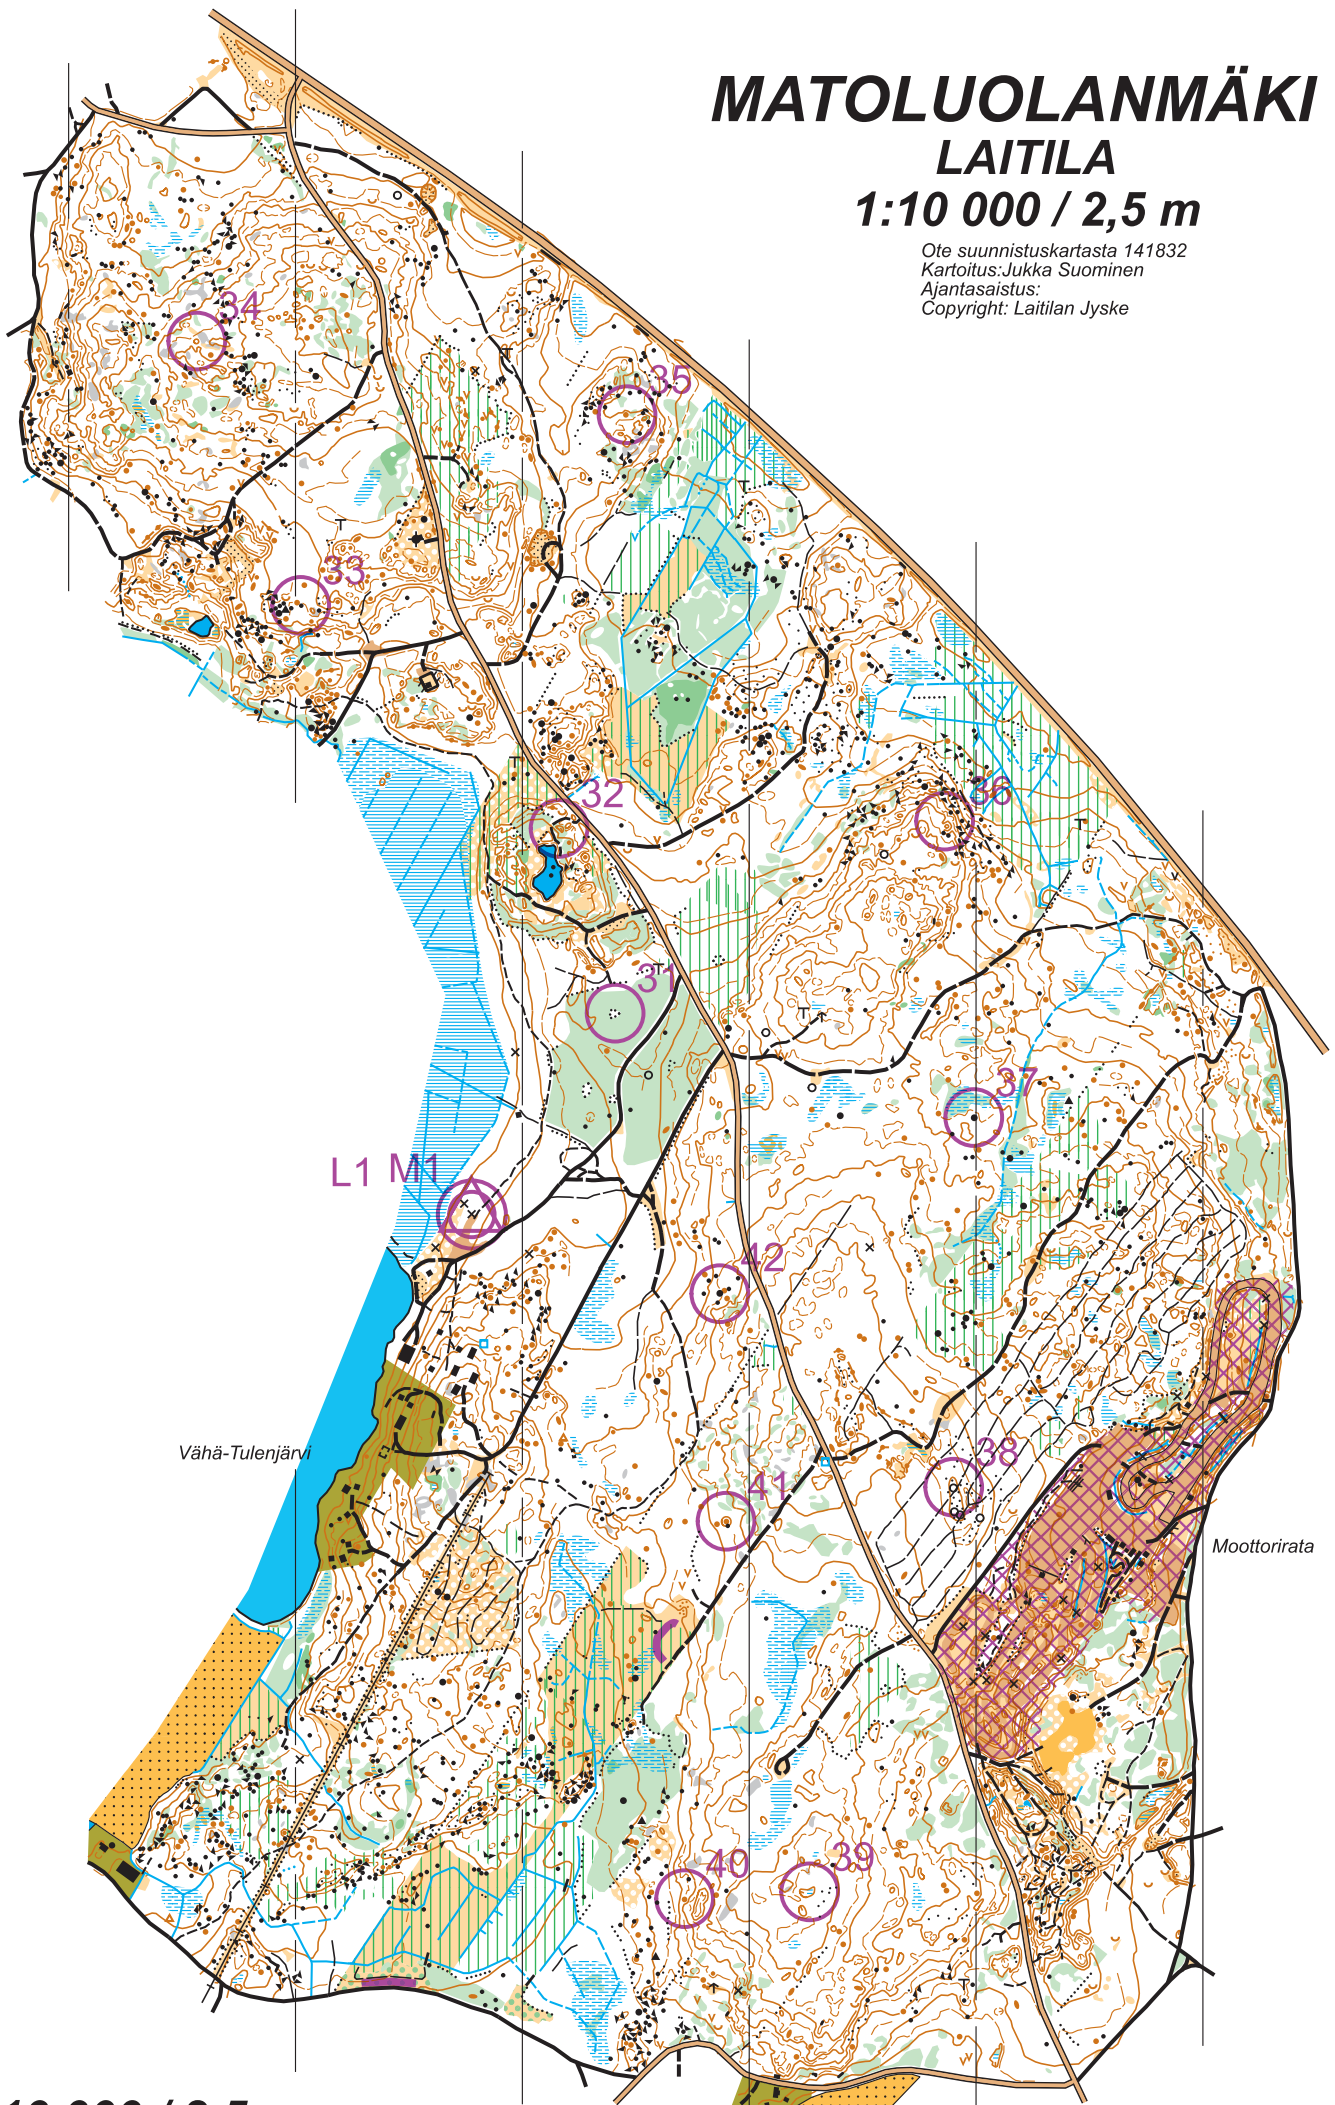 MATOLUOLANMÄKI
LAITILA
1:10 000 / 2,5 m
Ote suunnistuskartasta 141832
Kartoitus:Jukka Suominen
Ajantasaistus:
Copyright: Laitilan Jyske
34
35
33
32
36
31
37
L1 M1
42
Vähä-Tulenjärvi
38
41
Moottorirata
40
39